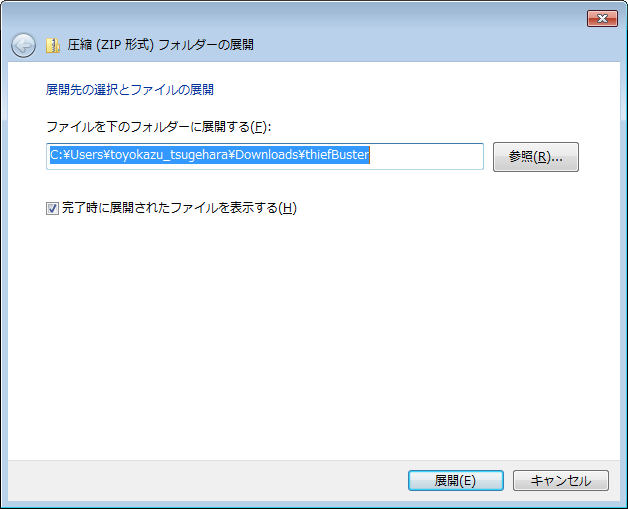 圧縮 (ZIP 形式) フォルダーの展開
展開先の選択とファイルの展開
ファイルを下のフォルダーに展開する(F):
C:¥Users¥toyokazu_tsugehara¥Downloads¥thiefBuster
参照(R)...
完了時に展開されたファイルを表示する(H)
展開(E)
キャンセル